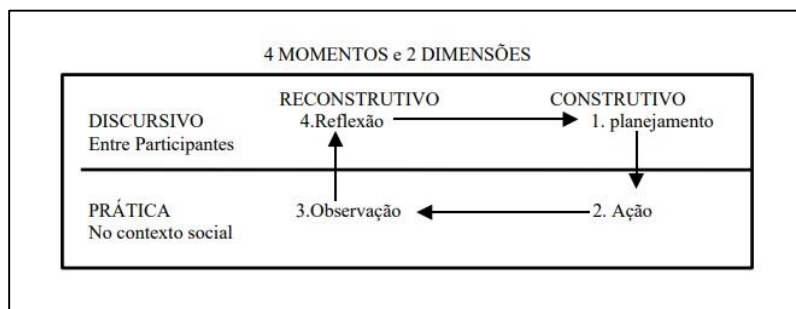 4 MOMENTOS e 2 DIMENSÕES
RECONSTRUTIVO CONSTRUTIVO
DISCURSIVO 4.Reflexão 1. planejamento
Entre Participantes
PRÁTICA 3.Observação 2. Ação
No contexto social